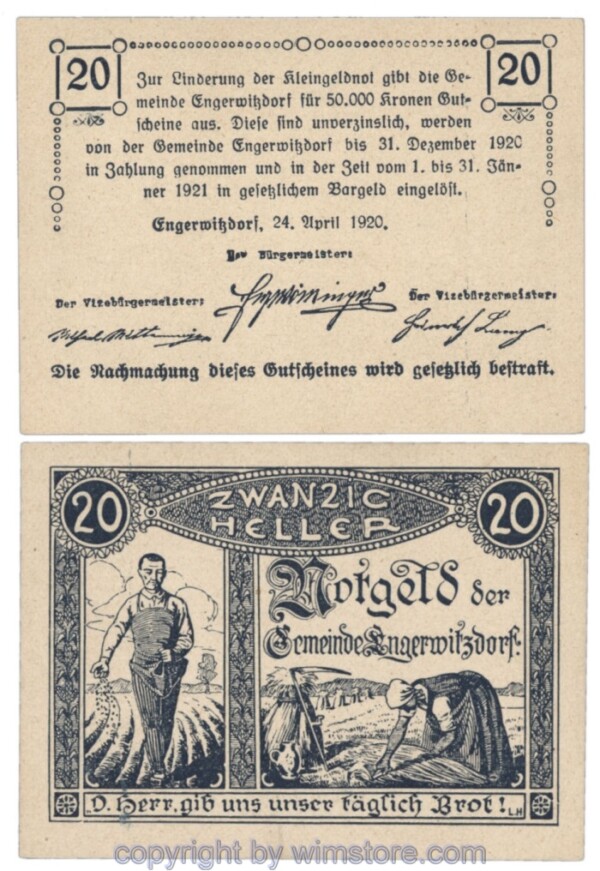 20
20
Zur Linderung der Kleingeldnot gibt die Ge-
meinde Engerwitzdorf für 50.000 Kronen Gut-
scheine aus. Diese sind unverzinslich, werden
von der Gemeinde Engerwitzdorf bis 31. Dezember 1920
in Zahlung genommen und in der Zeit vom 1. bis 31. Jän-
ner 1921 in gesetzlichem Bargeld eingelöst.
Engerwitzdorf, 24. April 1920.
Der Bürgermeister:
Der Vizebürgermeister:
Der Vizebürgermeister:
Die Nachmachung dieses Gutscheines wird gesetzlich bestraft.
20
ZWANZIG
HELLER
20
Notgeld der
Gemeinde Engerwitzdorf.
„O. Herr, gib uns unser täglich Brot! L.H
copyright by wimstore.com